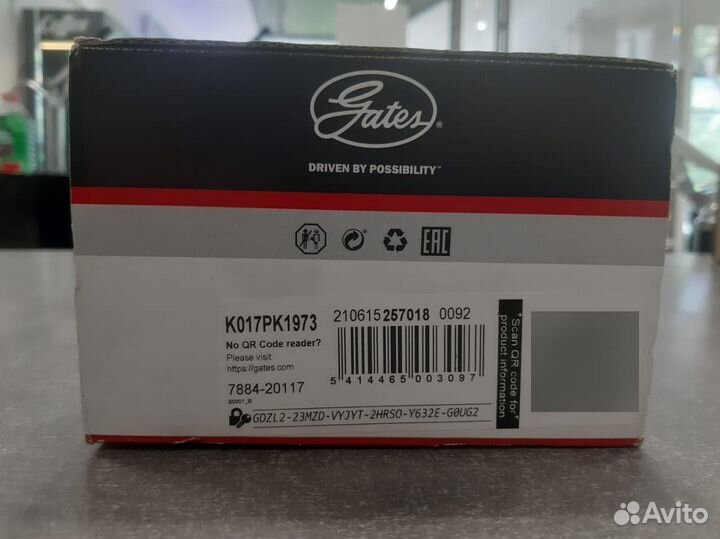 Gates®
DRIVEN BY POSSIBILITY™
EAC
K017PK1973
210615 257018 0092
No QR Code reader?
Please visit
https://gates.com
5 414465 003097
7884-20117
E0001_B
*Scan QR code for*
product information
GDZL2-23MZD-VYJYT-2HRSO-Y632E-G0UG2
Avito